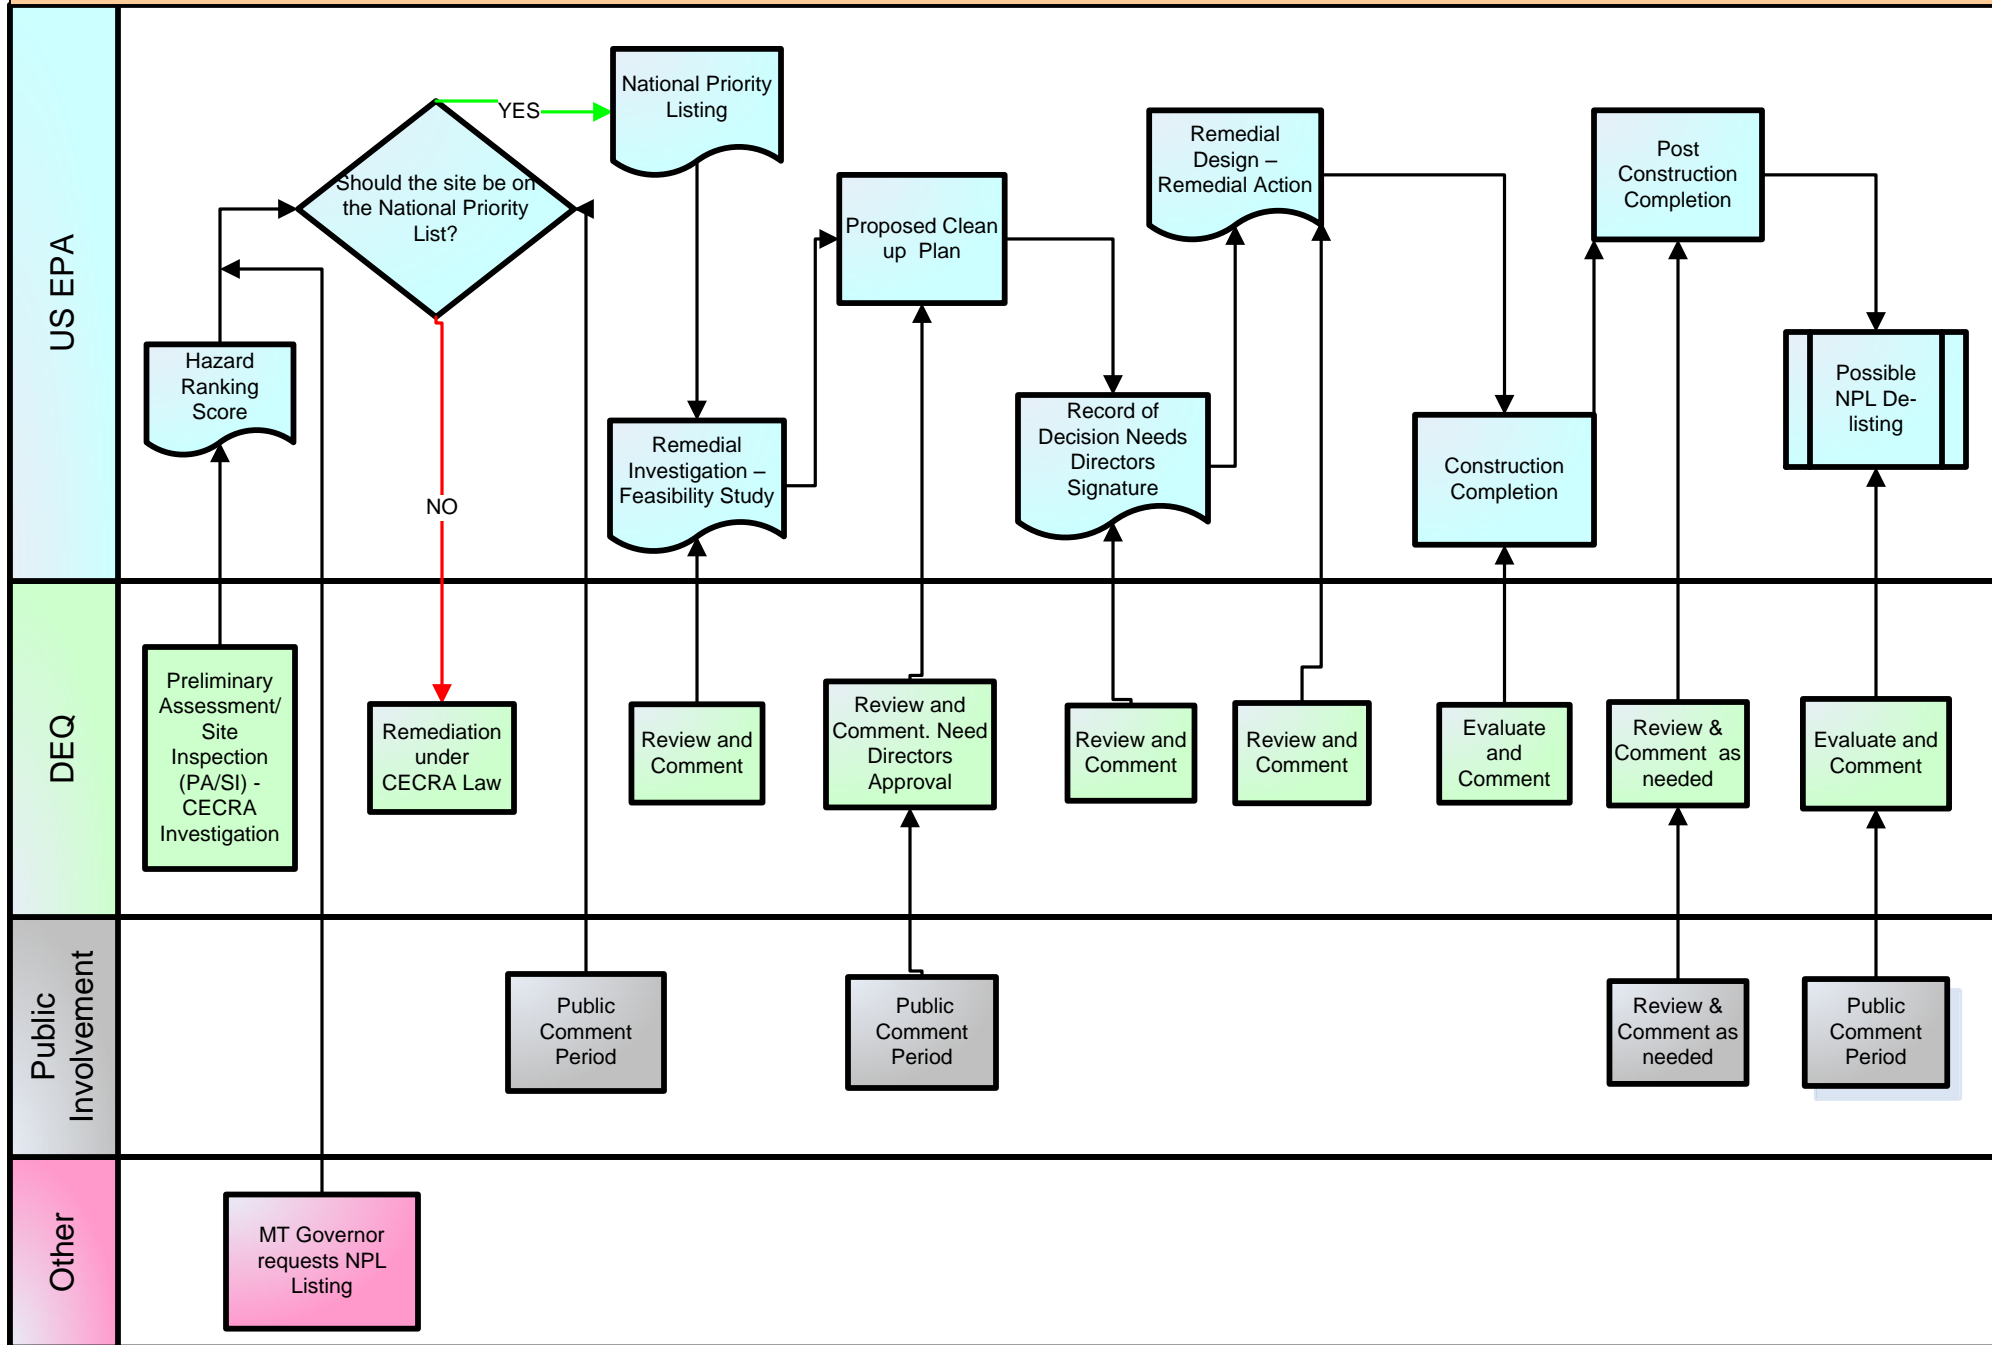 US EPA
Hazard
Ranking
Score
Should the site be on
the National Priority
List?
YES
NO
National Priority
Listing
Remedial
Investigation –
Feasibility Study
Proposed Clean
up Plan
Record of
Decision Needs
Directors
Signature
Remedial
Design –
Remedial Action
Construction
Completion
Post
Construction
Completion
Possible
NPL De-
listing
DEQ
Preliminary
Assessment/
Site
Inspection
(PA/SI) -
CECRA
Investigation
Remediation
under
CECRA Law
Review and
Comment
Review and
Comment. Need
Directors
Approval
Review and
Comment
Review and
Comment
Evaluate
and
Comment
Review &
Comment as
needed
Evaluate and
Comment
Public
Involvement
Public
Comment
Period
Public
Comment
Period
Review &
Comment as
needed
Public
Comment
Period
Other
MT Governor
requests NPL
Listing